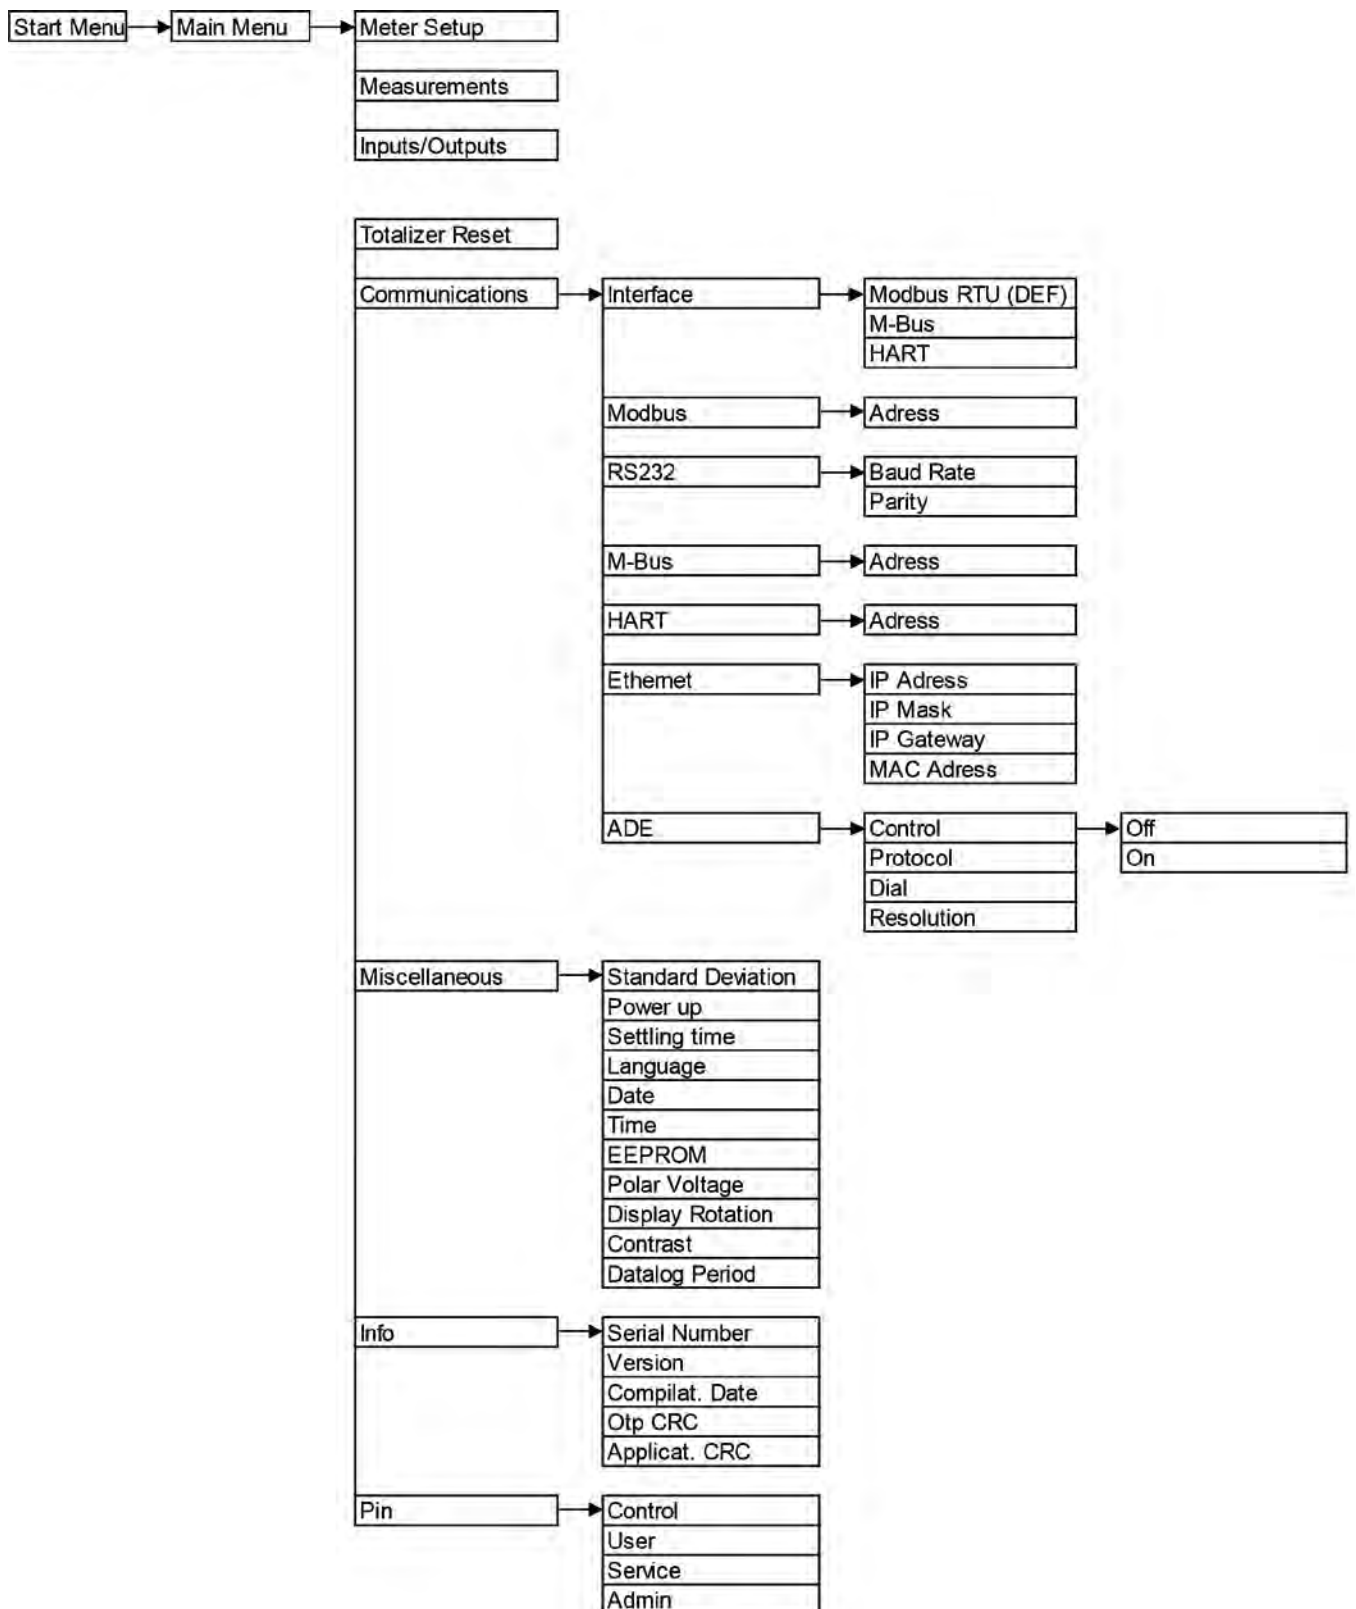 Start Menu
Main Menu
Meter Setup
Measurements
Inputs/Outputs
Totalizer Reset
Communications
Interface
Modbus RTU (DEF)
M-Bus
HART
Modbus
Adress
RS232
Baud Rate
Parity
M-Bus
Adress
HART
Adress
Ethernet
IP Adress
IP Mask
IP Gateway
MAC Adress
ADE
Control
Off
Protocol
On
Dial
Resolution
Miscellaneous
Standard Deviation
Power up
Settling time
Language
Date
Time
EEPROM
Polar Voltage
Display Rotation
Contrast
Datalog Period
Info
Serial Number
Version
Compilat. Date
Otp CRC
Applicat. CRC
Pin
Control
User
Service
Admin